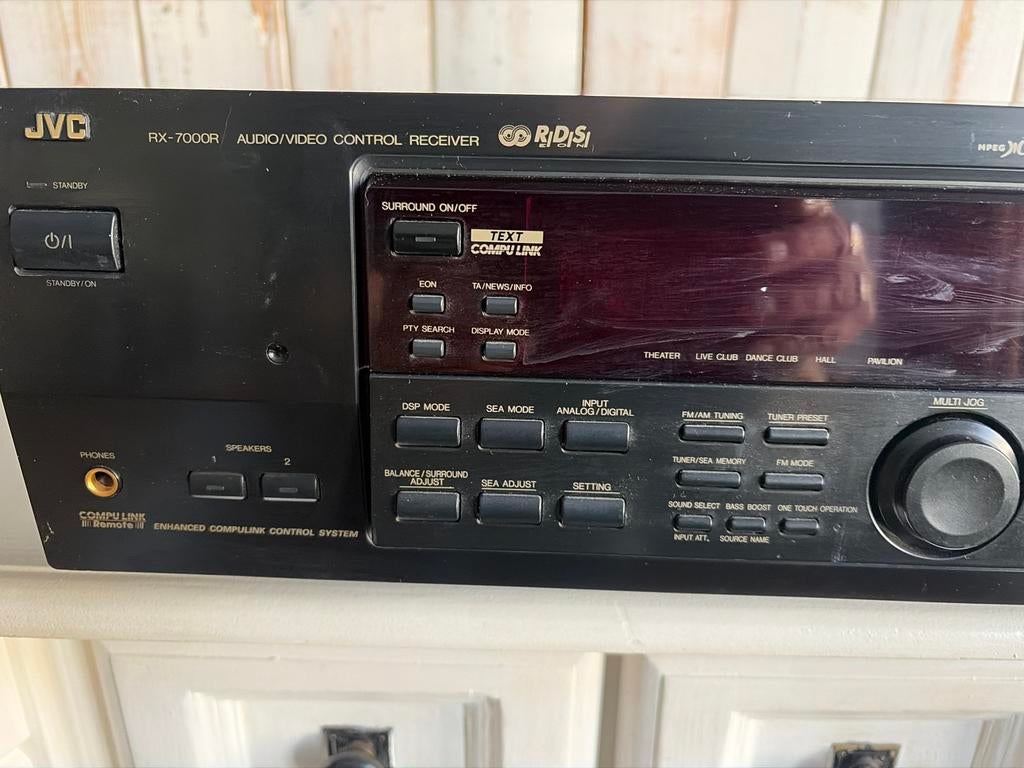 JVC
RX-7000R AUDIO/VIDEO CONTROL RECEIVER RDS
EON
MPEG
STANDBY
STANDBY/ON
SURROUND ON/OFF
TEXT
COMPU LINK
EON TA/NEWS/INFO
PTY SEARCH DISPLAY MODE
THEATER LIVE CLUB DANCE CLUB HALL PAVILION
DSP MODE SEA MODE INPUT ANALOG/DIGITAL
BALANCE/SURROUND ADJUST SEA ADJUST SETTING
FM/AM TUNING TUNER PRESET
TUNER/SEA MEMORY FM MODE
SOUND SELECT BASS BOOST ONE TOUCH OPERATION
INPUT ATT. SOURCE NAME
MULTI JOG
PHONES
SPEAKERS
1 2
COMPU LINK
Remote
ENHANCED COMPULINK CONTROL SYSTEM